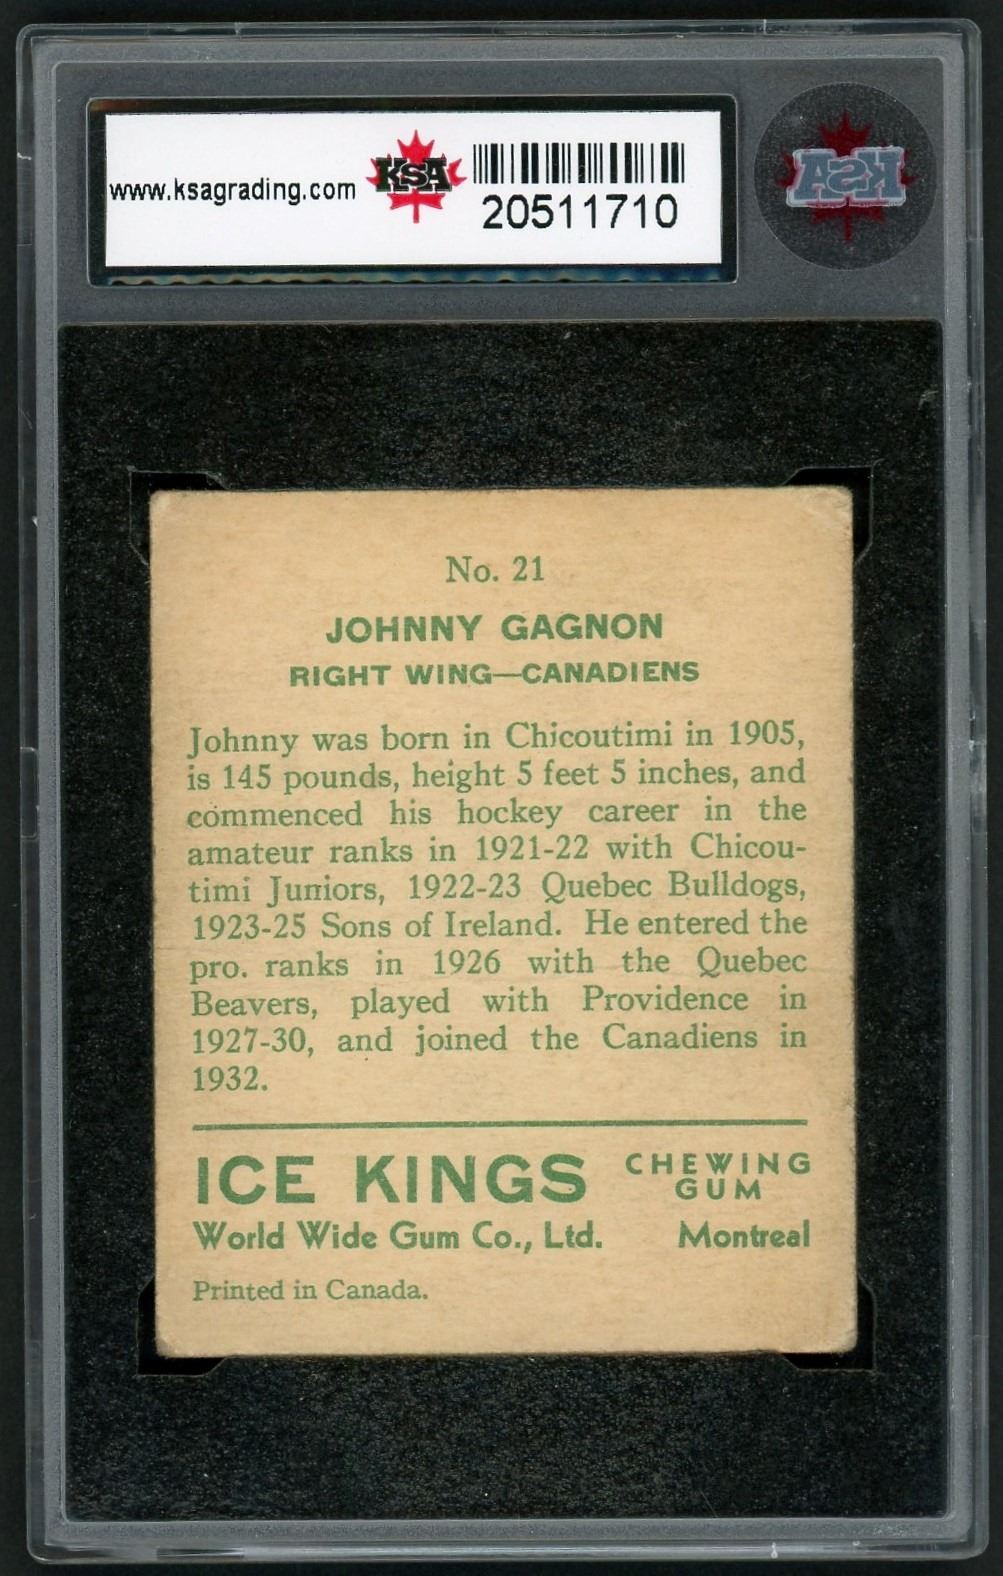 www.ksagrading.com
KSA
20511710
KSA
No. 21
JOHNNY GAGNON
RIGHT WING—CANADIENS
Johnny was born in Chicoutimi in 1905,
is 145 pounds, height 5 feet 5 inches, and
commenced his hockey career in the
amateur ranks in 1921-22 with Chicou-
timi Juniors, 1922-23 Quebec Bulldogs,
1923-25 Sons of Ireland. He entered the
pro. ranks in 1926 with the Quebec
Beavers, played with Providence in
1927-30, and joined the Canadiens in
1932.
ICE KINGS CHEWING GUM
World Wide Gum Co., Ltd. Montreal
Printed in Canada.